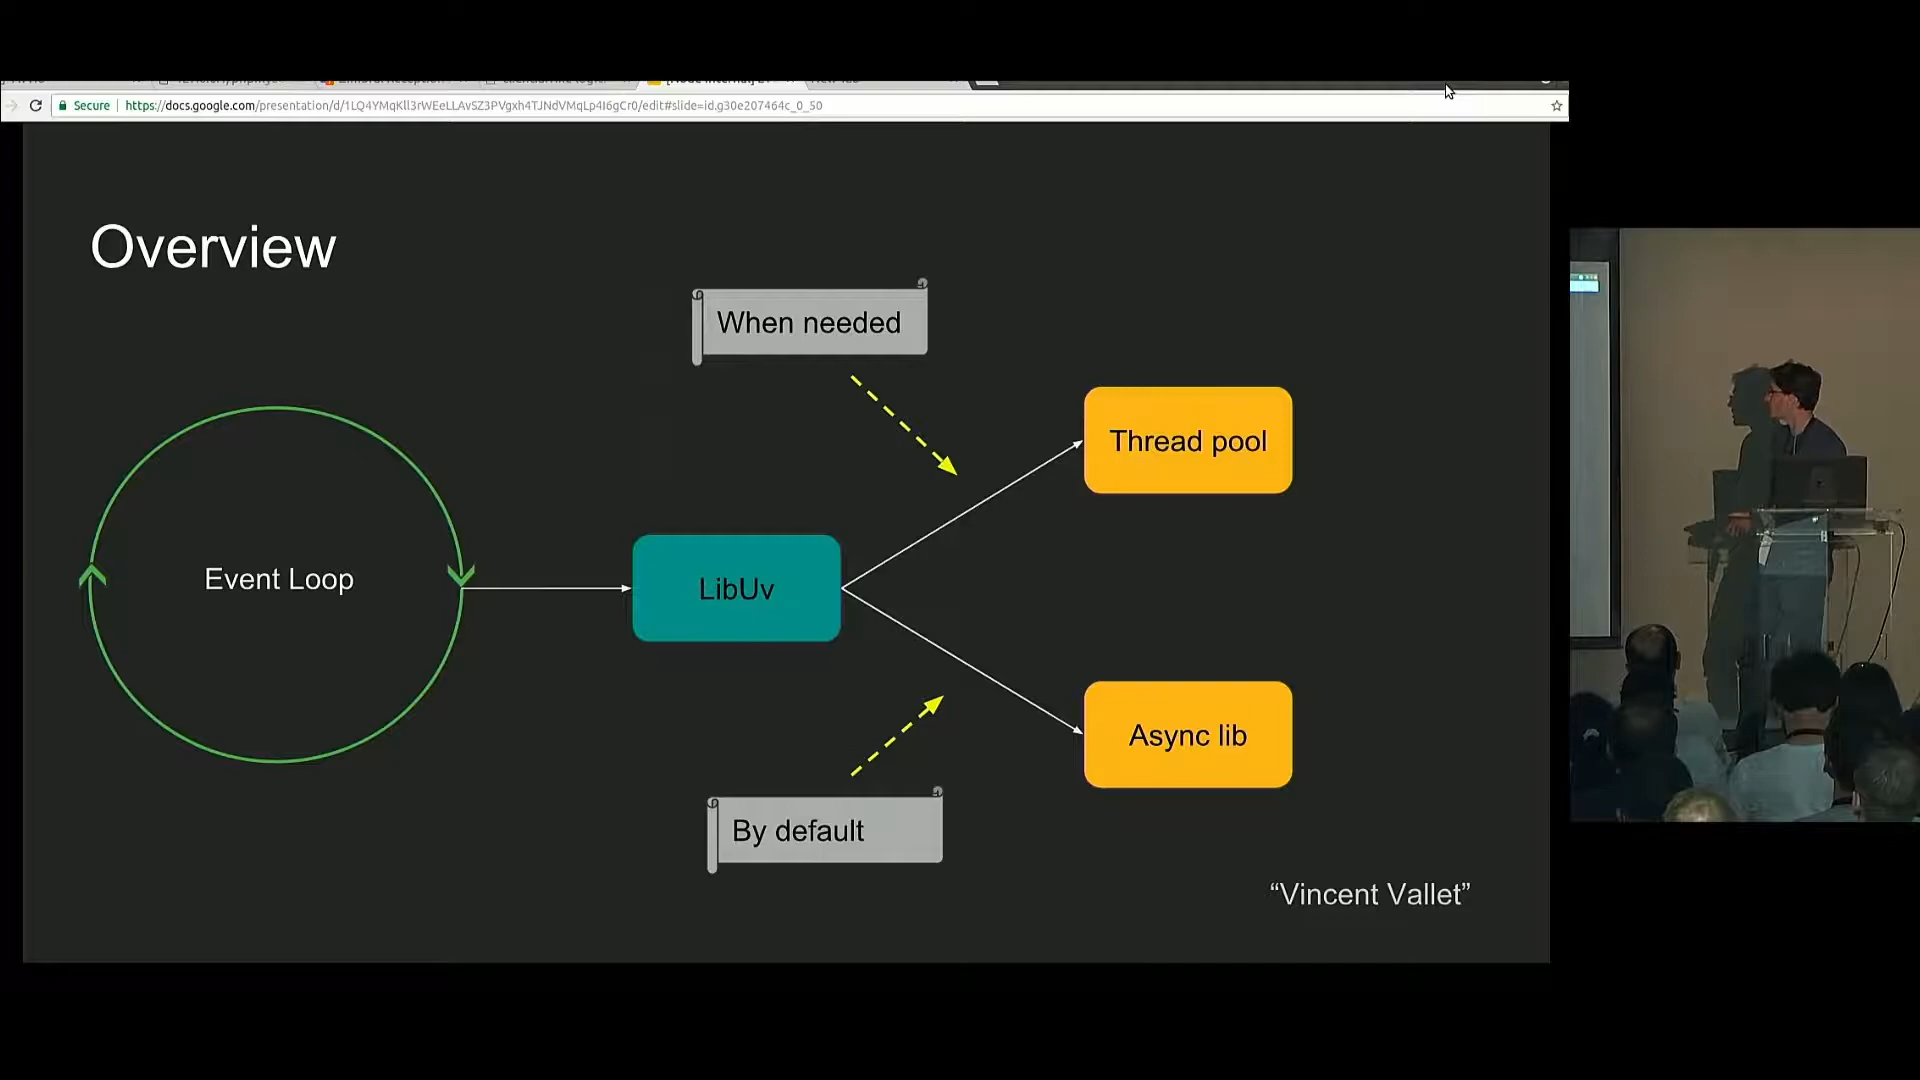 Secure
https://docs.google.com/presentation/d/1LQ4YMqKll3rWEeLLAvSZ3PVgxh4TJNdVMqLp4I6gCr0/edit#slide=id.g30e207464c_0_50
Overview
When needed
Thread pool
Event Loop
LibUv
Async lib
By default
“Vincent Vallet”